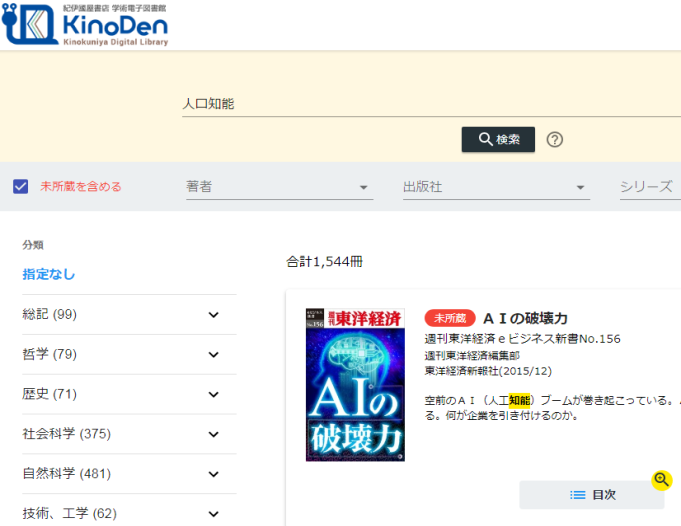 紀伊國屋書店 学術電子図書館
KinoDen
Kinokuniya Digital Library
人口知能
検索
未所蔵を含める
著者
出版社
シリーズ
分類
指定なし
総記 (99)
哲学 (79)
歴史 (71)
社会科学 (375)
自然科学 (481)
技術、工学 (62)
合計1,544冊
週刊東洋経済
No.156
AIの
破壊力
未所蔵 ＡＩの破壊力
週刊東洋経済ｅビジネス新書No.156
週刊東洋経済編集部
東洋経済新報社(2015/12)
空前のＡＩ（人工知能）ブームが巻き起こっている。
る。何が企業を引き付けるのか。
目次